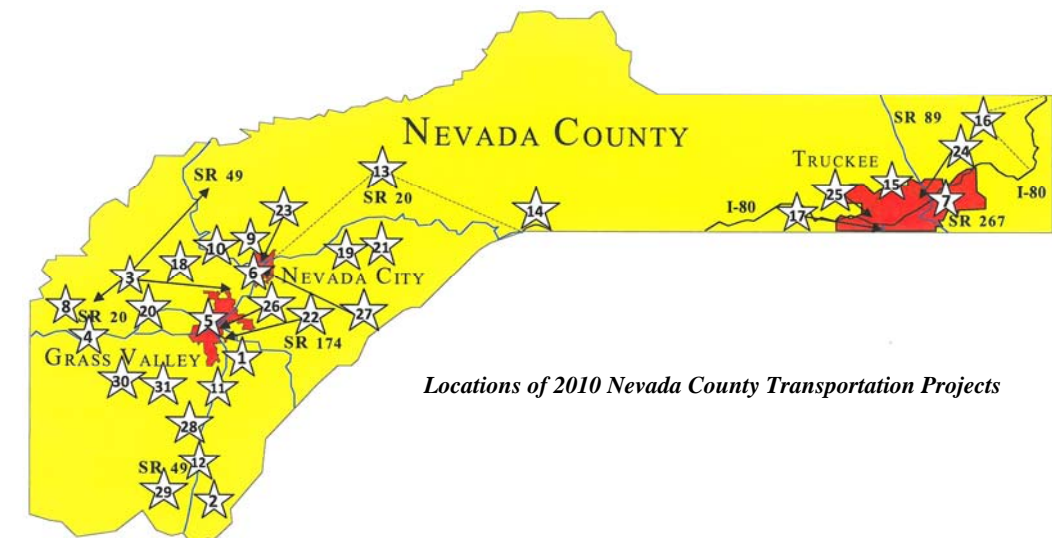 16
SR 89
NEVADA COUNTY
24
TRUCKEE
13
SR 49
SR 20
15
25
I-80
7
I-80
23
14
17
SR 267
9
10
21
19
18
6
NEVADA CITY
3
8
SR 20
20
26
27
5
22
4
SR 174
GRASS VALLEY
1
30
31
11
Locations of 2010 Nevada County Transportation Projects
28
12
SR 49
29
2